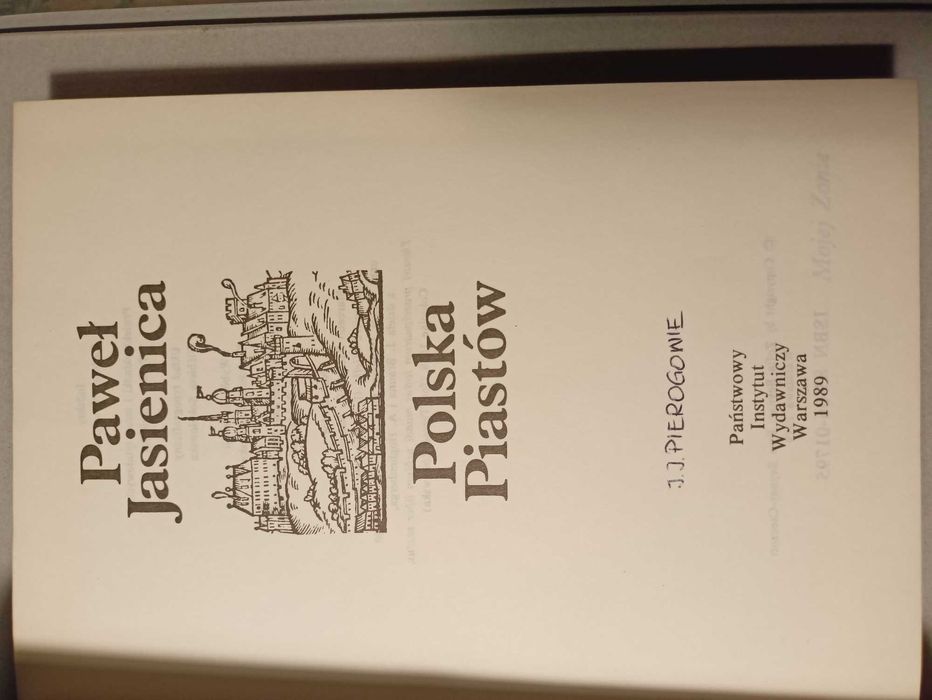 Paweł
Jasienica
Polska
Piastów
J.J. PIEROGOWIE
Państwowy
Instytut
Wydawniczy
Warszawa
1989